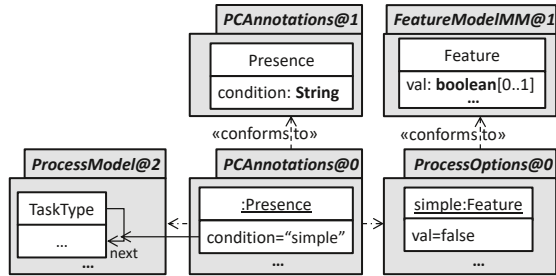 PCAnnotations@1
FeatureModelMM@1
Presence
condition: String
Feature
val: boolean[0..1]
...
«conforms to»
«conforms to»
ProcessModel@2
PCAnnotations@0
ProcessOptions@0
TaskType
...
next
...
:Presence
condition=“simple”
...
simple:Feature
val=false
...